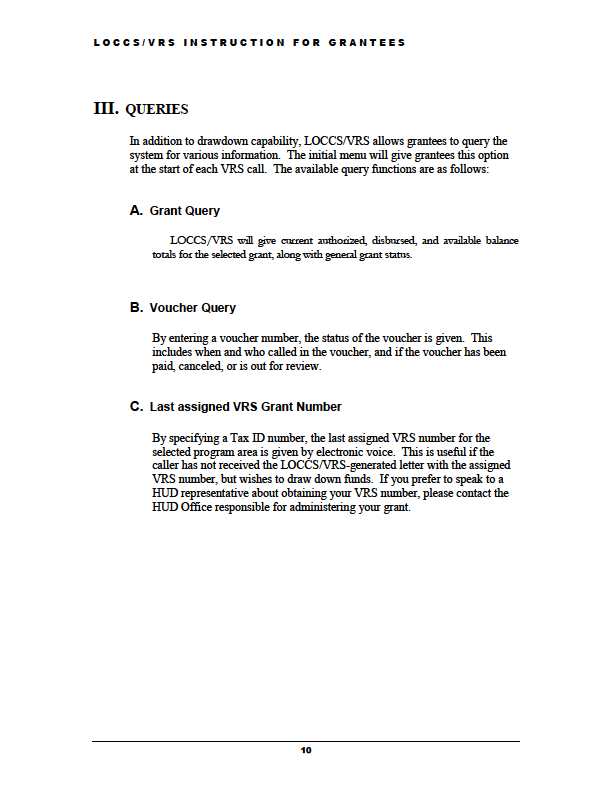 LOCCS/VRS INSTRUCTION FOR GRANTEES
III. QUERIES
In addition to drawdown capability, LOCCS/VRS allows grantees to query the
system for various information.  The initial menu will give grantees this option
at the start of each VRS call.  The available query functions are as follows:
A. Grant Query
LOCCS/VRS will give current authorized, disbursed, and available balance
totals for the selected grant, along with general grant status.
B. Voucher Query
By entering a voucher number, the status of the voucher is given.  This
includes when and who called in the voucher, and if the voucher has been
paid, canceled, or is out for review.
C. Last assigned VRS Grant Number
By specifying a Tax ID number, the last assigned VRS number for the
selected program area is given by electronic voice.  This is useful if the
caller has not received the LOCCS/VRS-generated letter with the assigned
VRS number, but wishes to draw down funds.  If you prefer to speak to a
HUD representative about obtaining your VRS number, please contact the
HUD Office responsible for administering your grant.
10